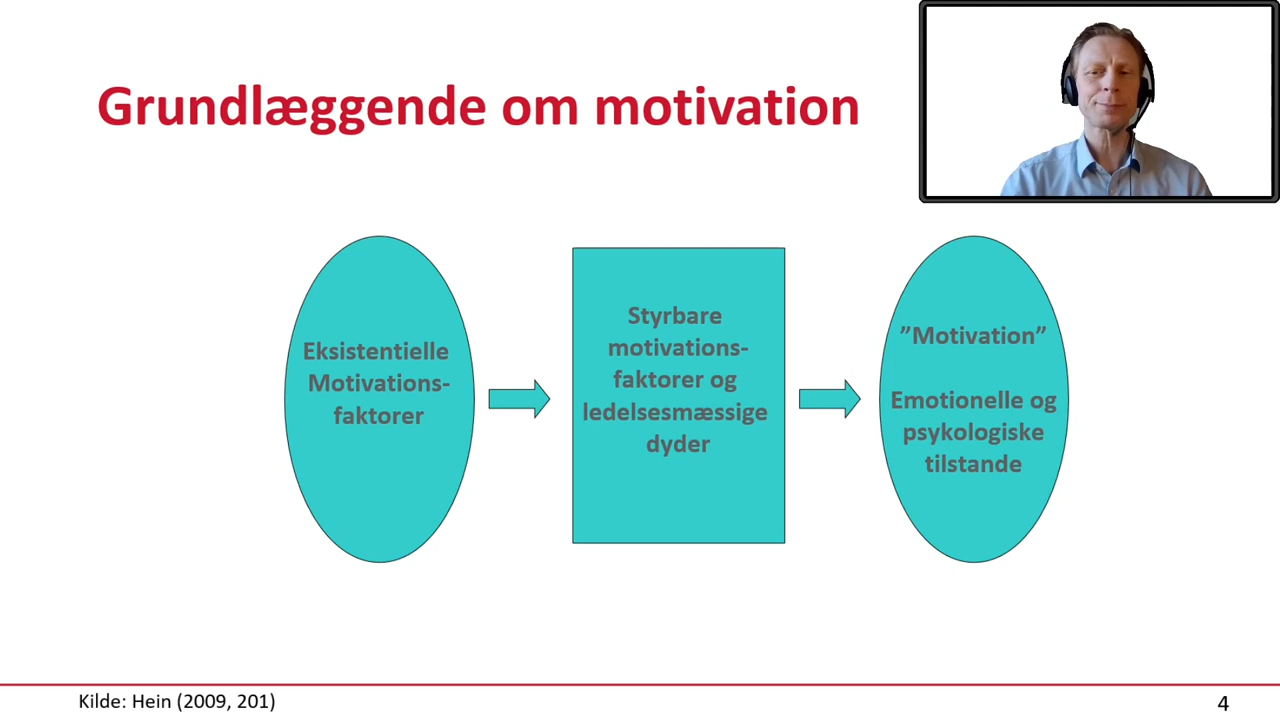 Grundlæggende om motivation
Eksistentielle
Motivations-
faktorer
Styrbare
motivations-
faktorer og
ledelsesmæssige
dyder
”Motivation”
Emotionelle og
psykologiske
tilstande
Kilde: Hein (2009, 201)
4